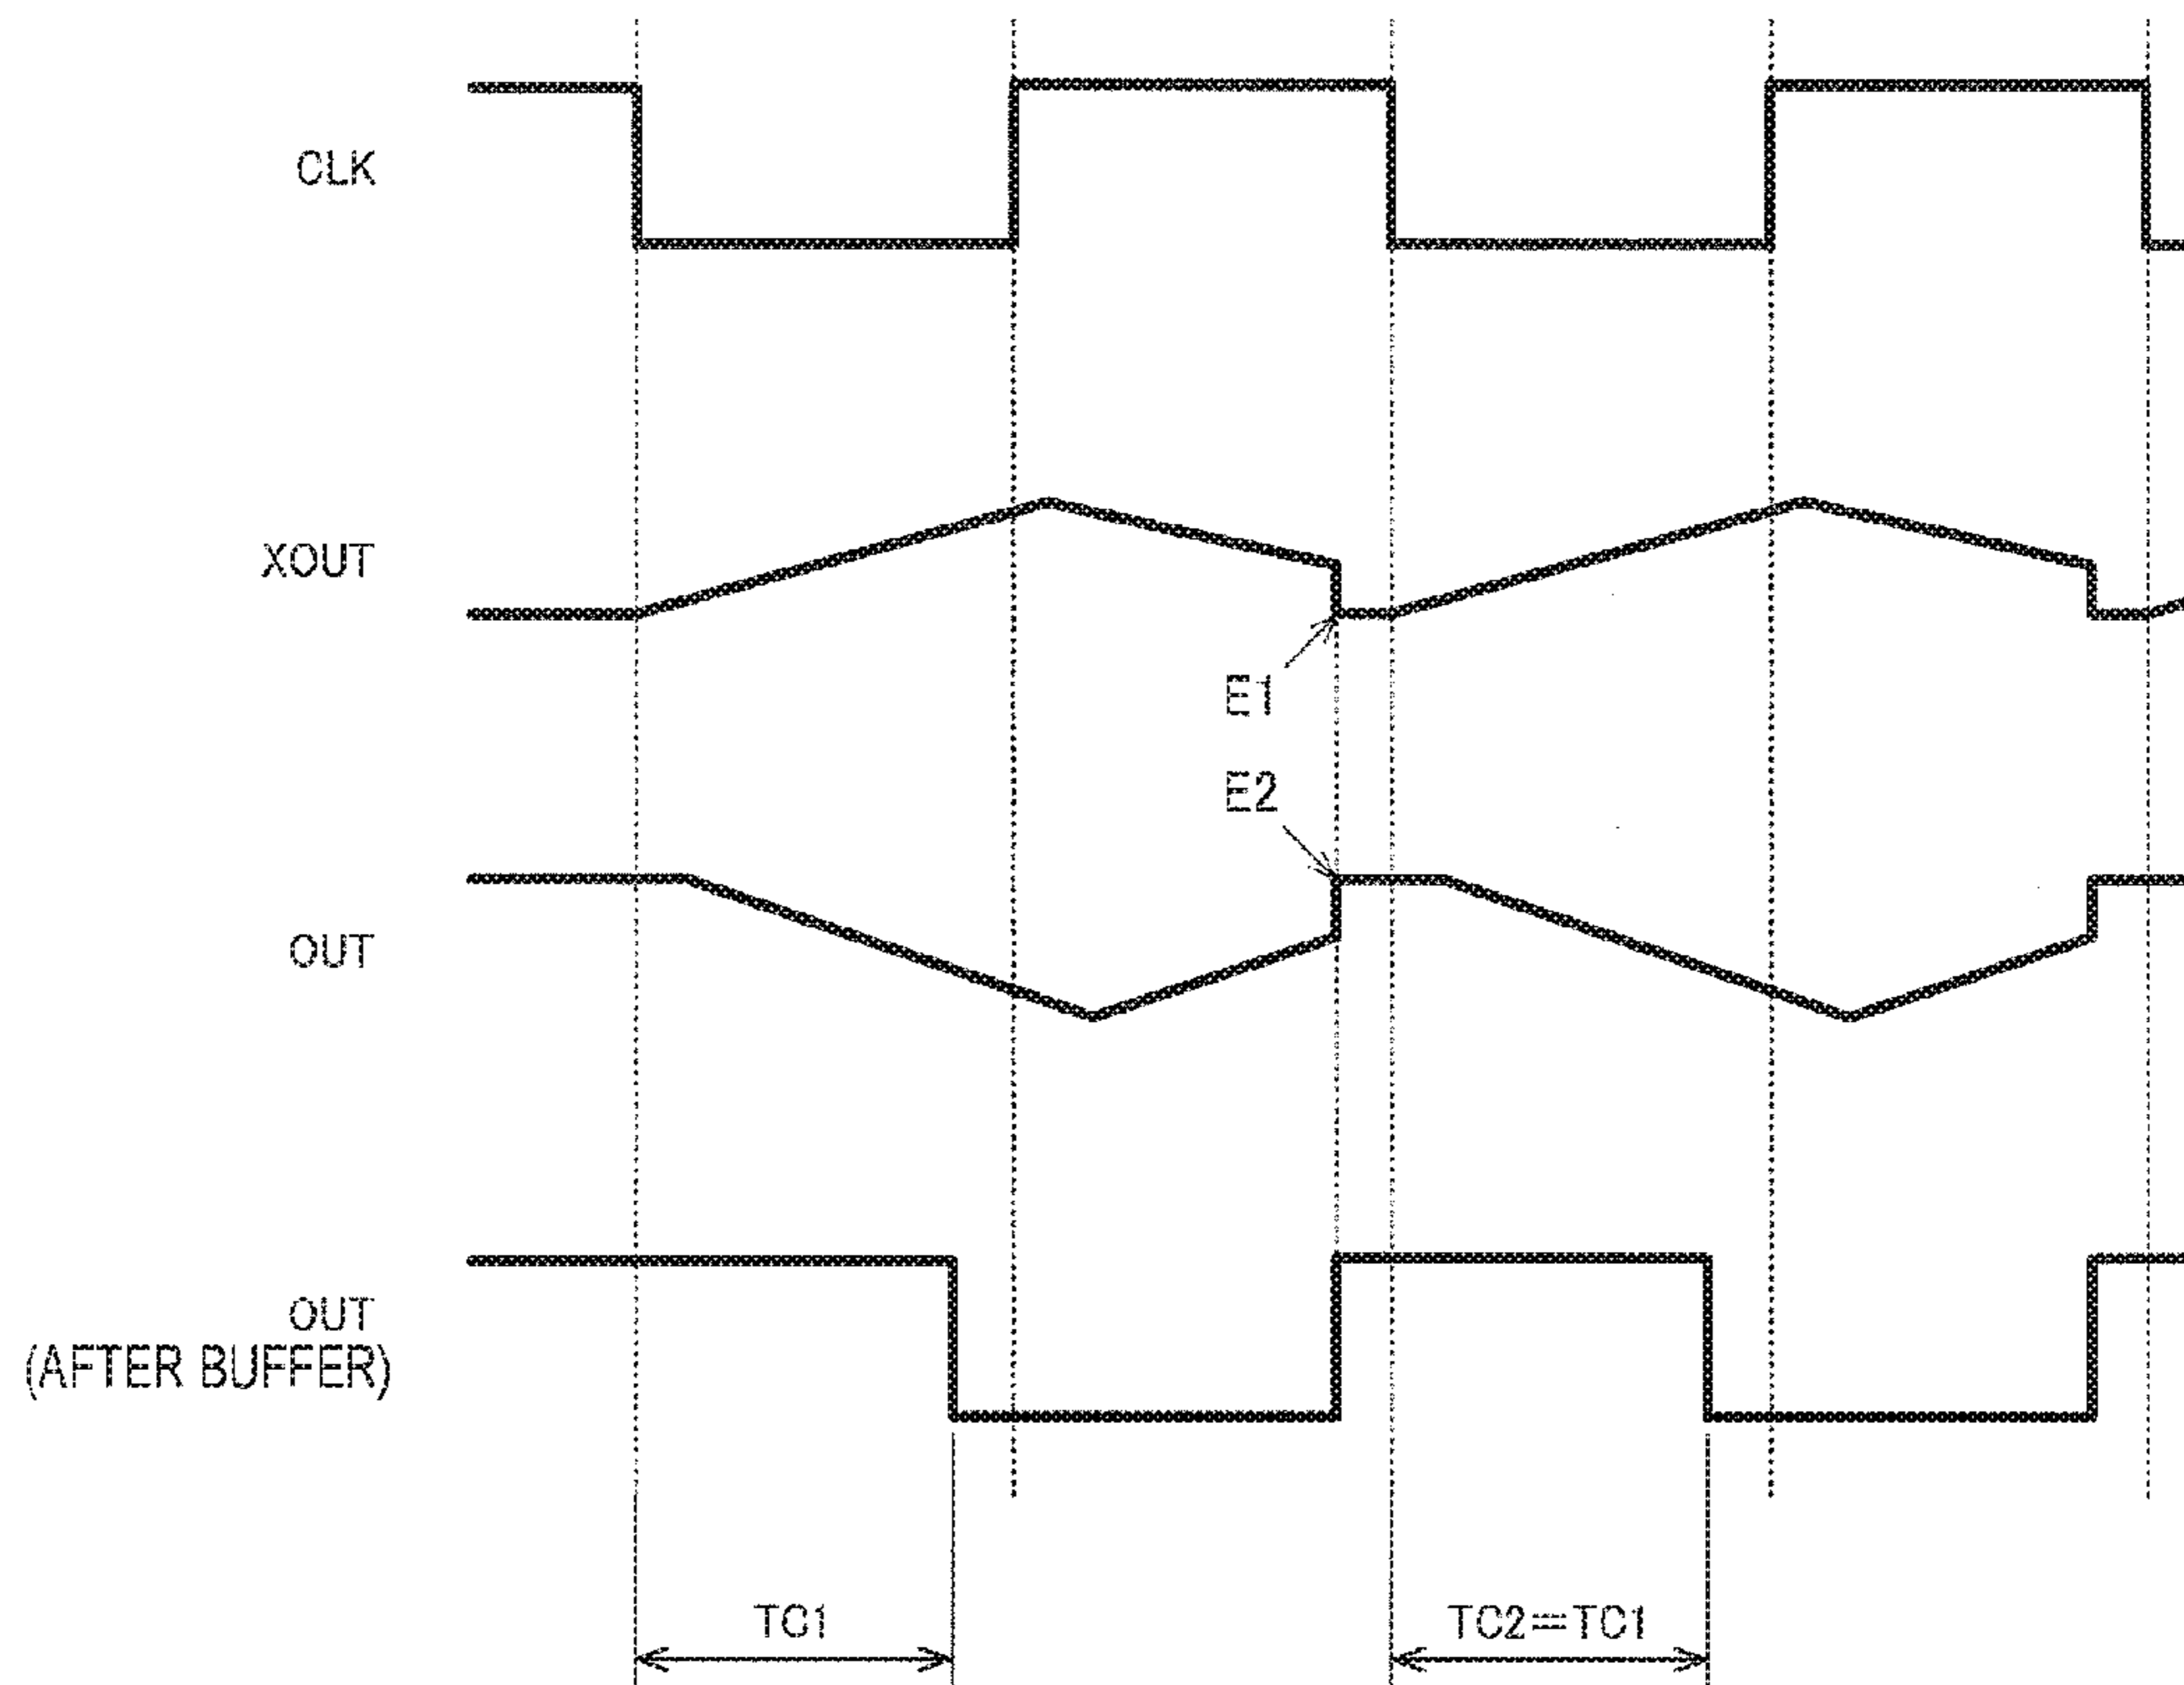 CLK
XOUT
E1
E2
OUT
OUT
(AFTER BUFFER)
TC1
TC2=TC1